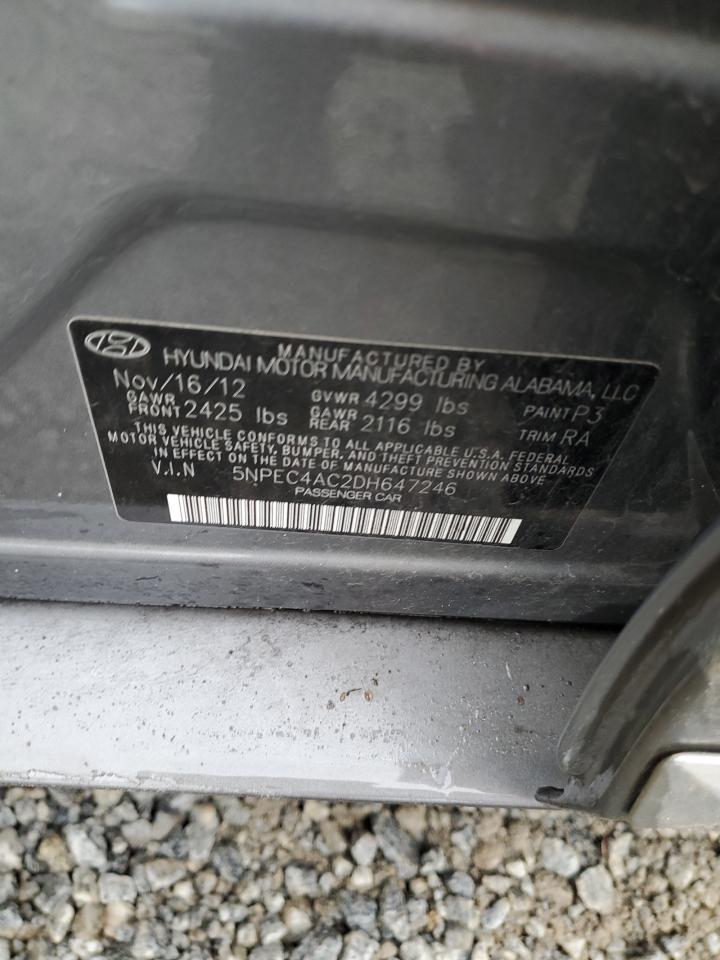 MANUFACTURED BY
HYUNDAI MOTOR MANUFACTURING ALABAMA, LLC
Nov/16/12 GVWR 4299 lbs PAINT P3
GAWR FRONT 2425 lbs GAWR REAR 2116 lbs TRIM RA
THIS VEHICLE CONFORMS TO ALL APPLICABLE U.S.A. FEDERAL
MOTOR VEHICLE SAFETY, BUMPER, AND THEFT PREVENTION STANDARDS
IN EFFECT ON THE DATE OF MANUFACTURE SHOWN ABOVE
V.I.N 5NPEC4AC2DH647246
PASSENGER CAR